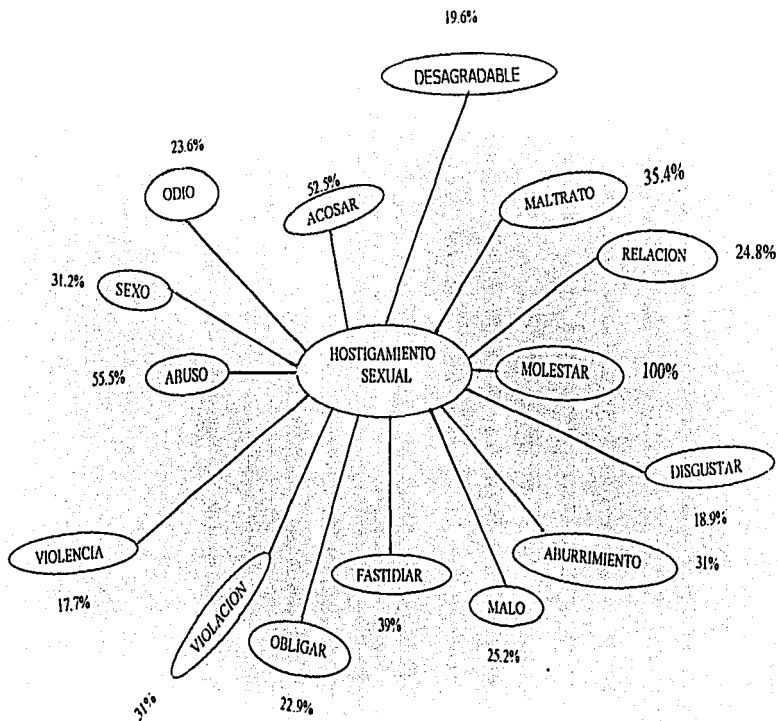 19.6%
DESAGRADABLE
23.6%
ODIO
52.5%
ACOSAR
MALTRATO
35.4%
RELACION
24.8%
31.2%
SEXO
HOSTIGAMIENTO
SEXUAL
55.5%
ABUSO
MOLESTAR
100%
DISGUSTAR
18.9%
VIOLENCIA
17.7%
VIOLACION
31%
OBLIGAR
22.9%
FASTIDIAR
39%
MALO
25.2%
ABURRIMIENTO
31%